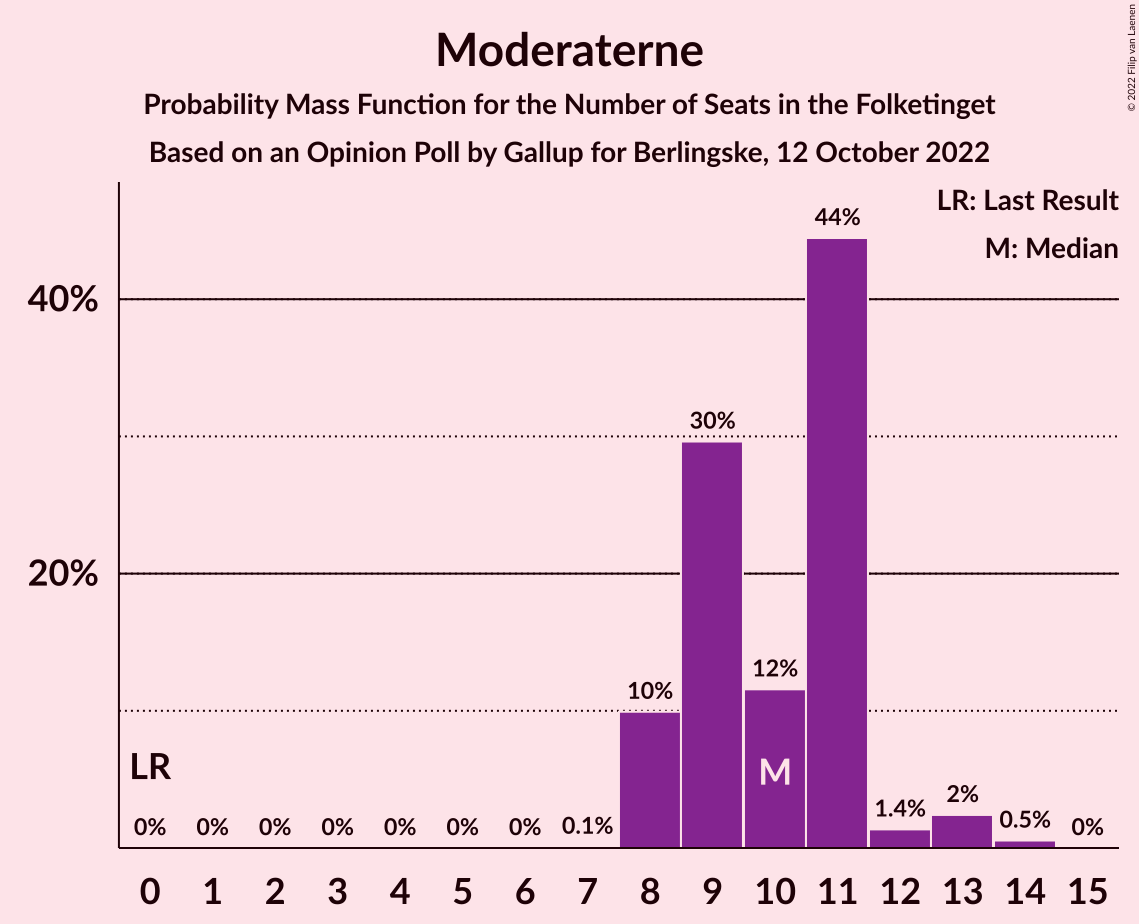 Moderaterne
Probability Mass Function for the Number of Seats in the Folketinget
Based on an Opinion Poll by Gallup for Berlingske, 12 October 2022
© 2022 Filip van Laenen
LR: Last Result
M: Median
44%
40%
30%
20%
12%
10%
M
LR
0% 0% 0% 0% 0% 0% 0% 0.1% 1.4% 2% 0.5% 0%
0 1 2 3 4 5 6 7 8 9 10 11 12 13 14 15